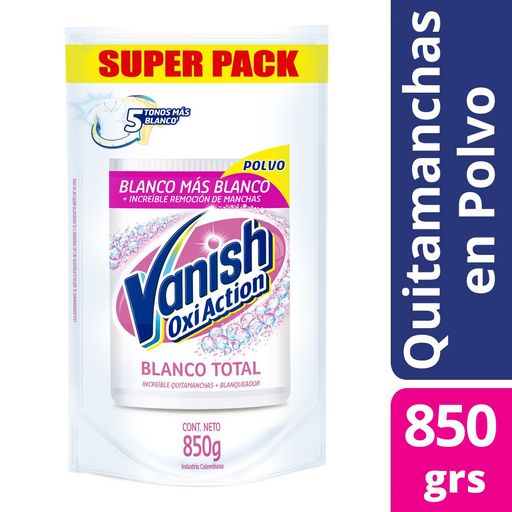 SUPER PACK
5 TONOS MÁS
BLANCO
POLVO
BLANCO MÁS BLANCO
+ INCREÍBLE REMOCIÓN DE MANCHAS
Vanish
Oxi Action
BLANCO TOTAL
INCREÍBLE QUITAMANCHAS + BLANQUEADOR
CONT. NETO
850g
Industria Colombiana
Quitamanchas
en Polvo
850
grs